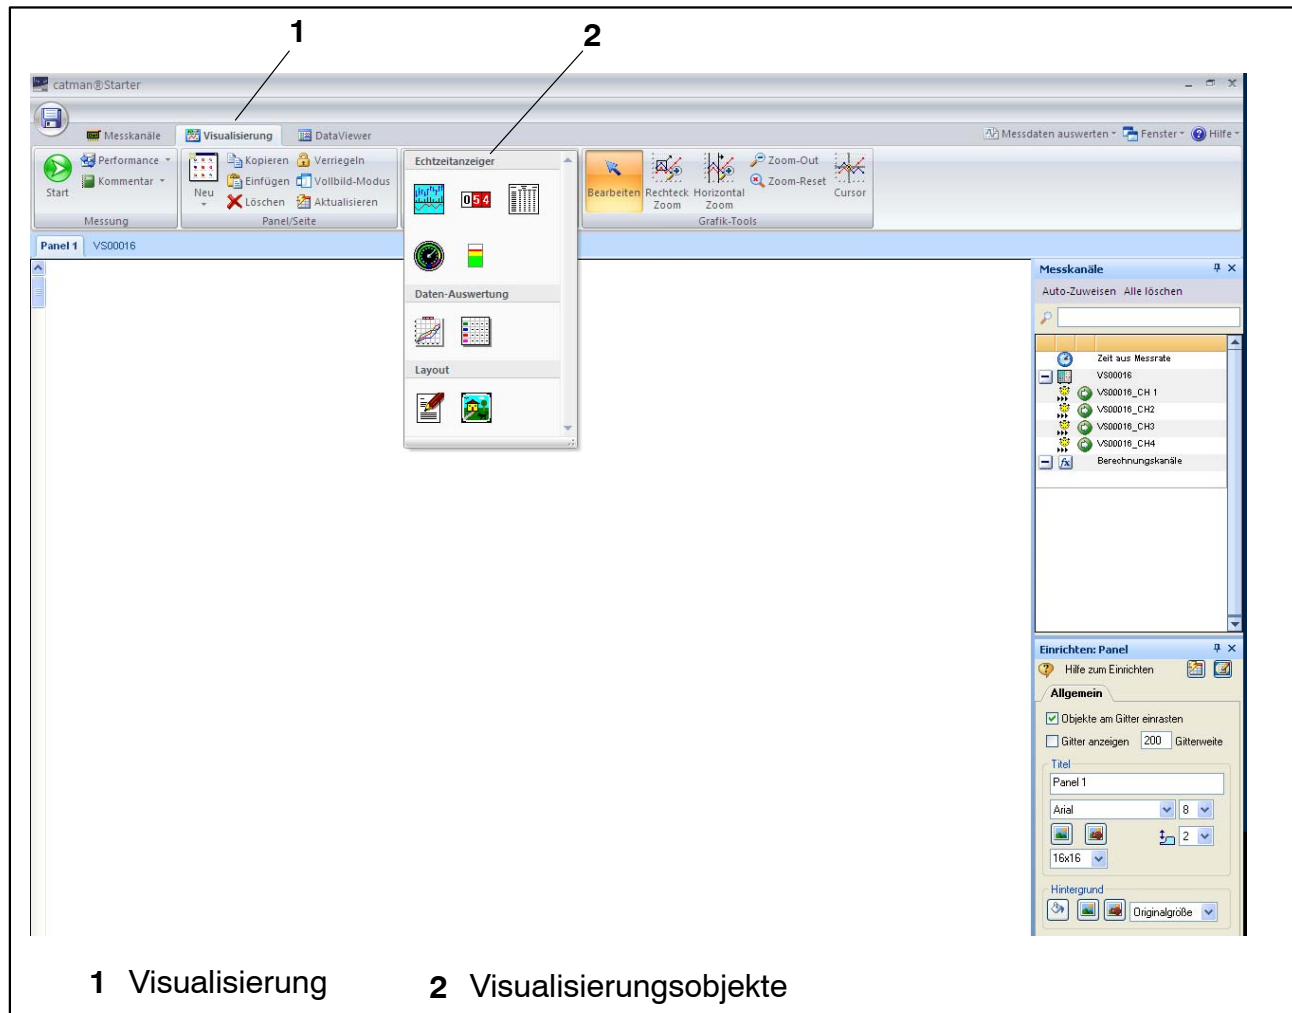 1
2
catman®Starter
Messkanäle Visualisierung DataViewer Messdaten auswerten Fenster Hilfe
Start
Performance
Kommentar
Messung
Neu
Kopieren Verriegeln
Einfügen Vollbild-Modus
Löschen Aktualisieren
Panel/Seite
Echtzeitanzeiger
054
Daten-Auswertung
Layout
Bearbeiten Rechteck Zoom Horizontal Zoom
Zoom-Out
Zoom-Reset
Cursor
Grafik-Tools
Panel 1 VS00016
Messkanäle
Auto-Zuweisen Alle löschen
Zeit aus Messrate
VS00016
VS00016_CH 1
VS00016_CH2
VS00016_CH3
VS00016_CH4
fx Berechnungskanäle
Einrichten: Panel
Hilfe zum Einrichten
Allgemein
Objekte am Gitter einrasten
Gitter anzeigen 200 Gitterweite
Titel
Panel 1
Arial 8
2
16x16
Hintergrund
Originalgröße
1 Visualisierung 2 Visualisierungsobjekte